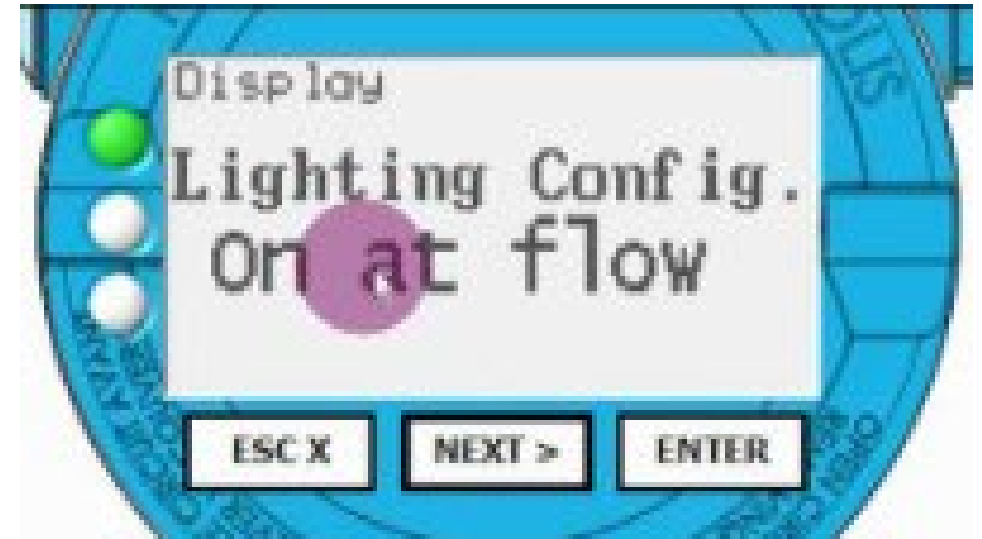 Display
Lighting Config.
On at flow
ESC X
NEXT >
ENTER